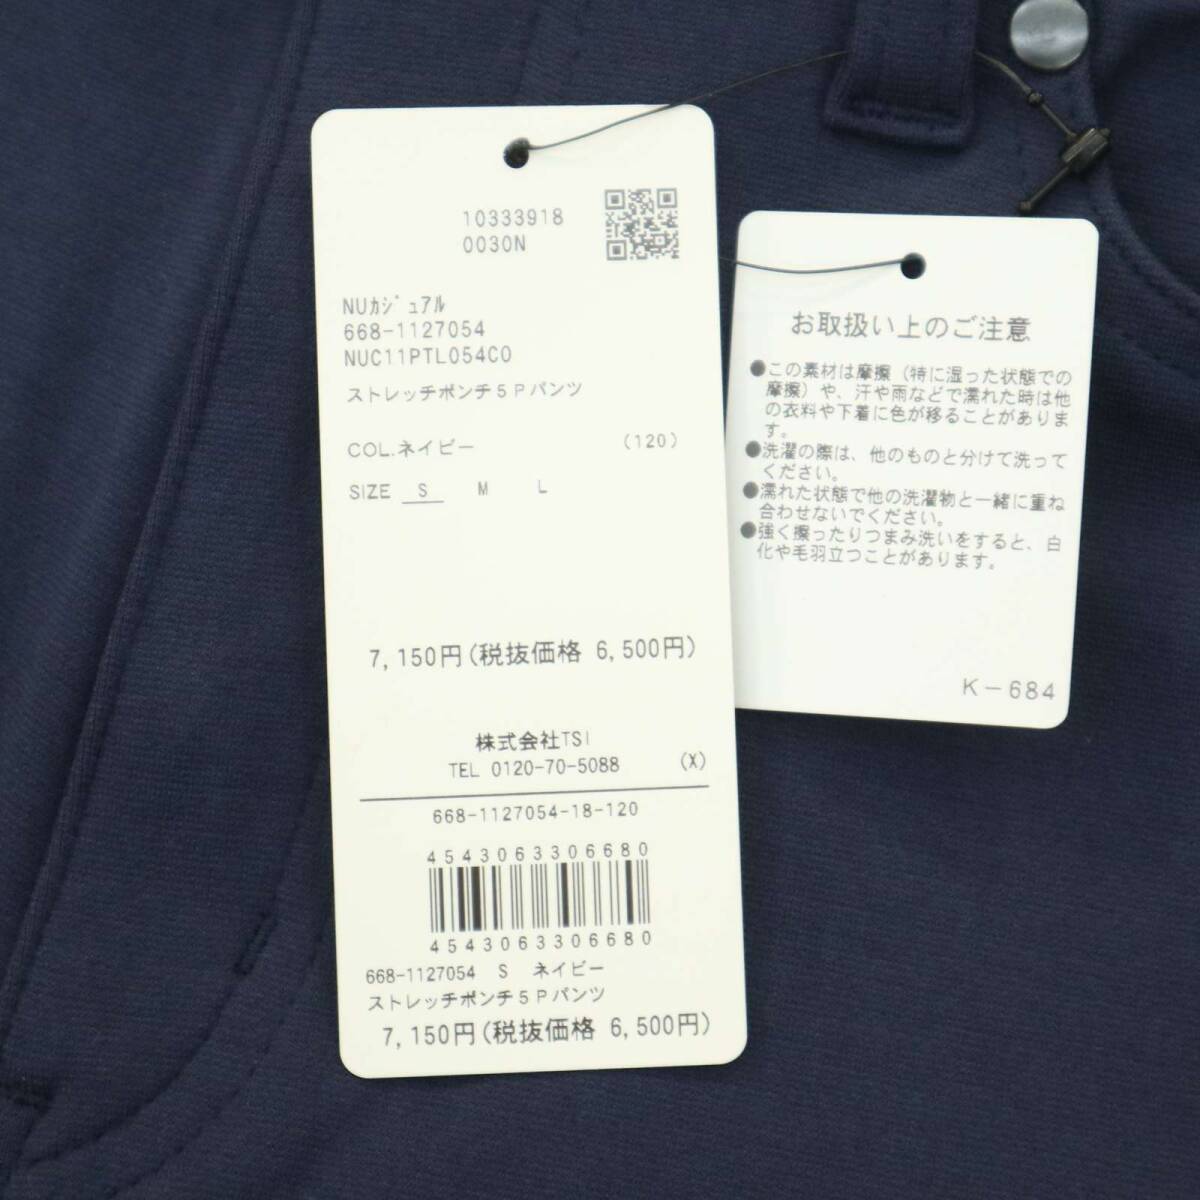 10333918
0030N
NUｶｼﾞｭｱﾙ
668-1127054
NUC11PTL054CO
ストレッチポンチ５Ｐパンツ
COL.ネイビー (120)
SIZE S M L
7,150円(税抜価格 6,500円)
株式会社TSI
TEL 0120-70-5088 (X)
668-1127054-18-120
4543063306680
4543063306680
668-1127054 S ネイビー
ストレッチポンチ５Ｐパンツ
7,150円(税抜価格 6,500円)
お取扱い上のご注意
●この素材は摩擦（特に湿った状態での
摩擦）や、汗や雨などで濡れた時は他
の衣料や下着に色が移ることがありま
す。
●洗濯の際は、他のものと分けて洗って
ください。
●濡れた状態で他の洗濯物と一緒に重ね
合わせないでください。
●強く擦ったりつまみ洗いをすると、白
化や毛羽立つことがあります。
K-684